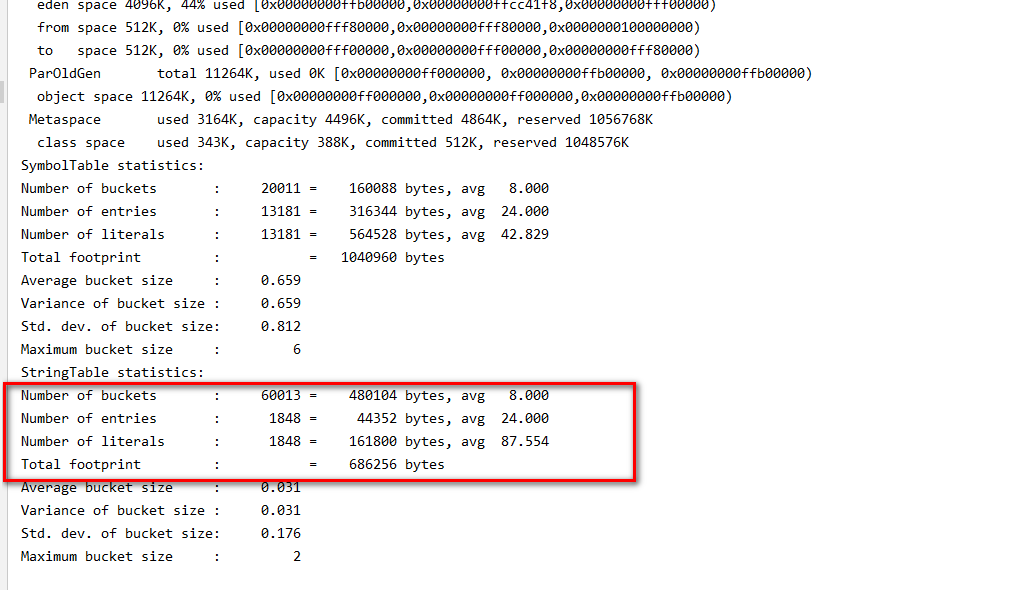 eden space 4096K, 44% used [0x00000000ffb00000,0x00000000ffcc41f8,0x00000000fff00000)
  from space 512K, 0% used [0x00000000fff80000,0x00000000fff80000,0x0000000100000000)
  to   space 512K, 0% used [0x00000000fff00000,0x00000000fff00000,0x00000000fff80000)
 ParOldGen       total 11264K, used 0K [0x00000000ff000000, 0x00000000ffb00000, 0x00000000ffb00000)
  object space 11264K, 0% used [0x00000000ff000000,0x00000000ff000000,0x00000000ffb00000)
 Metaspace       used 3164K, capacity 4496K, committed 4864K, reserved 1056768K
  class space    used 343K, capacity 388K, committed 512K, reserved 1048576K
SymbolTable statistics:
Number of buckets       :     20011 =    160088 bytes, avg   8.000
Number of entries       :     13181 =    316344 bytes, avg  24.000
Number of literals      :     13181 =    564528 bytes, avg  42.829
Total footprint         :           =   1040960 bytes
Average bucket size     :     0.659
Variance of bucket size :     0.659
Std. dev. of bucket size:     0.812
Maximum bucket size     :         6
StringTable statistics:
Number of buckets       :     60013 =    480104 bytes, avg   8.000
Number of entries       :      1848 =     44352 bytes, avg  24.000
Number of literals      :      1848 =    161800 bytes, avg  87.554
Total footprint         :           =    686256 bytes
Average bucket size     :     0.031
Variance of bucket size :     0.031
Std. dev. of bucket size:     0.176
Maximum bucket size     :         2